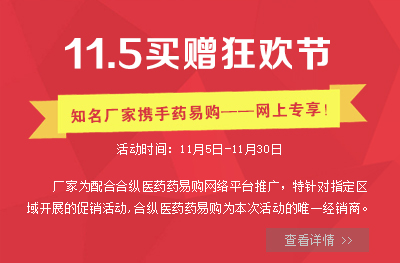 11.5买赠狂欢节
知名厂家携手药易购——网上专享!
活动时间：11月5日-11月30日
厂家为配合合纵医药药易购网络平台推广，特针对指定区
域开展的促销活动,合纵医药药易购为本次活动的唯一经销商。
查看详情 >>